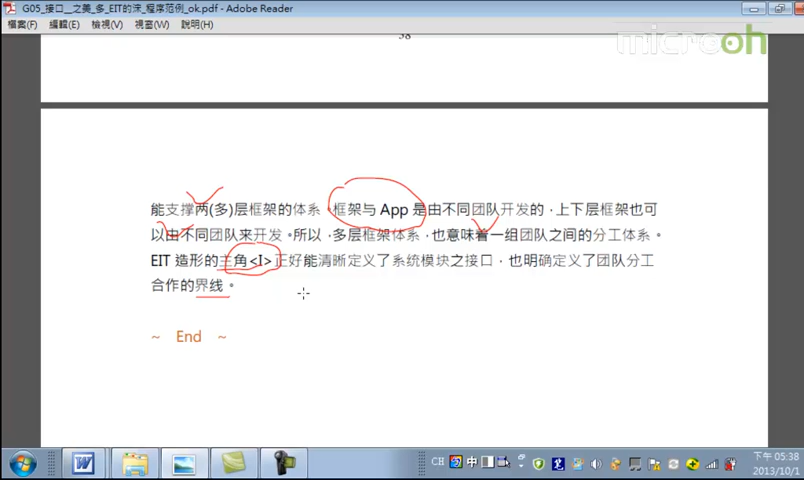 G05_接口__之美_多_EIT的沫_程序范例_ok.pdf - Adobe Reader
檔案(F) 編輯(E) 檢視(V) 視窗(W) 說明(H)
microoh
38
能支撑两(多)层框架的体系，框架与 App 是由不同团队开发的，上下层框架也可
以由不同团队来开发。所以，多层框架体系，也意味着一组团队之间的分工体系。
EIT 造形的主角<I>正好能清晰定义了系统模块之接口，也明确定义了团队分工
合作的界线。
~ End ~
CH 中
下午 05:38
2013/10/1